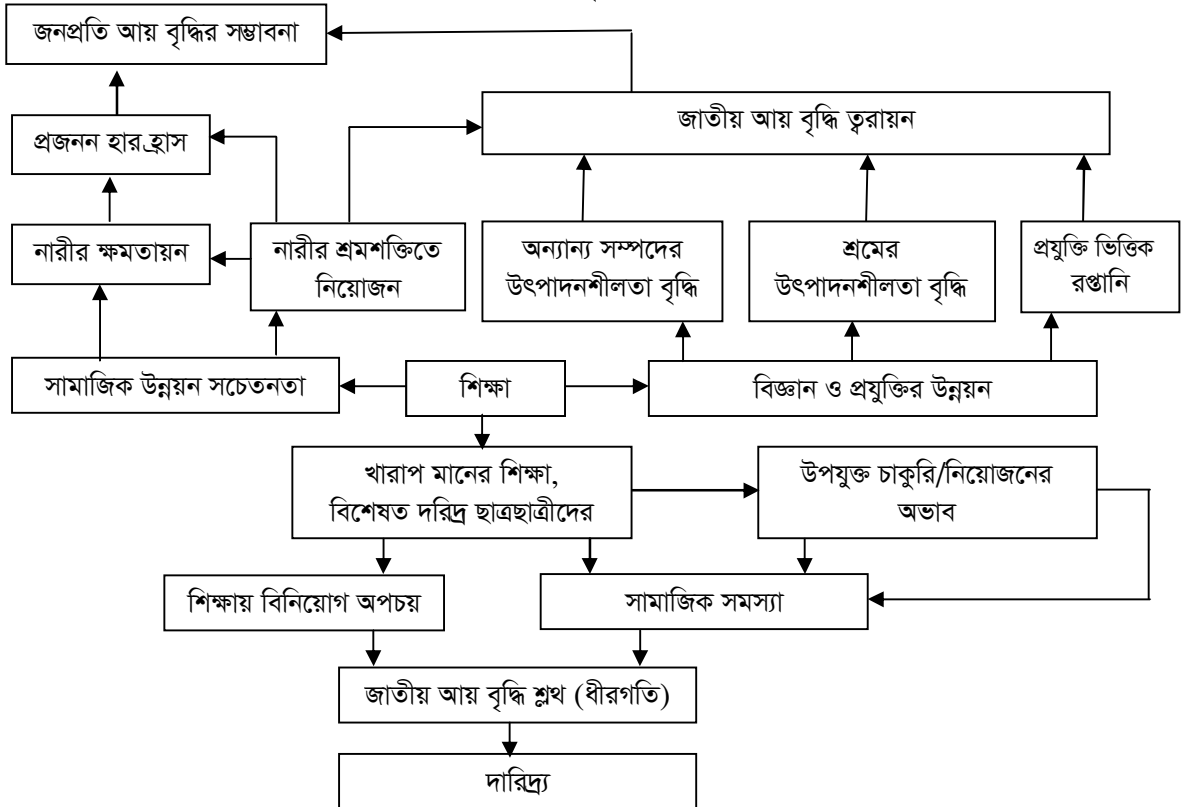 জনপ্রতি আয় বৃদ্ধির সম্ভাবনা
জাতীয় আয় বৃদ্ধি ত্বরায়ন
প্রজনন হার হ্রাস
নারীর ক্ষমতায়ন
নারীর শ্রমশক্তিতে
নিয়োজন
অন্যান্য সম্পদের
উৎপাদনশীলতা বৃদ্ধি
শ্রমের
উৎপাদনশীলতা বৃদ্ধি
প্রযুক্তি ভিত্তিক
রপ্তানি
সামাজিক উন্নয়ন সচেতনতা
শিক্ষা
বিজ্ঞান ও প্রযুক্তির উন্নয়ন
খারাপ মানের শিক্ষা,
বিশেষত দরিদ্র ছাত্রছাত্রীদের
উপযুক্ত চাকুরি/নিয়োজনের
অভাব
শিক্ষায় বিনিয়োগ অপচয়
সামাজিক সমস্যা
জাতীয় আয় বৃদ্ধি শ্লথ (ধীরগতি)
দারিদ্র্য